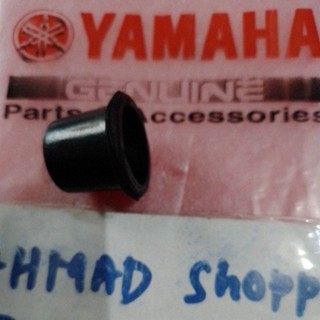 YAMAHA
GENUINE
Parts Accessories
HMAD Shopp